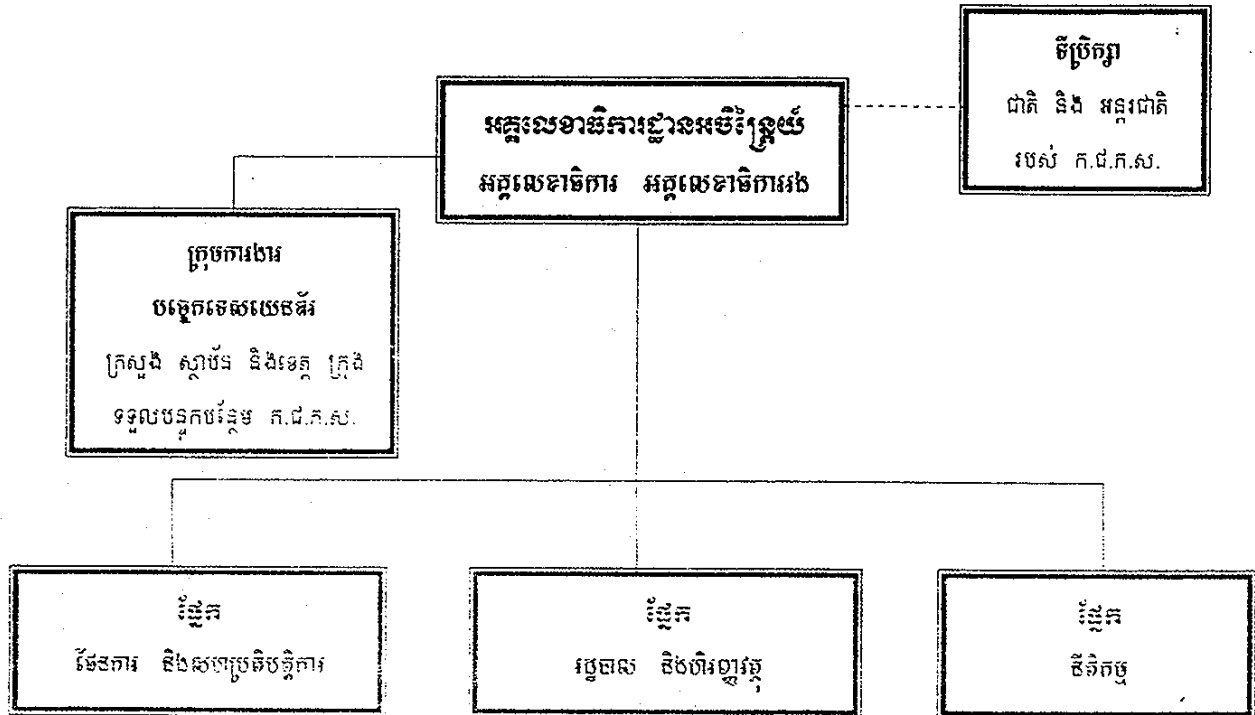 ទីប្រឹក្សា
ជាតិ និង អន្តរជាតិ
របស់ ក.ជ.ក.ស.
អគ្គលេខាធិការដ្ឋានអចិន្ត្រៃយ៍
អគ្គលេខាធិការ អគ្គលេខាធិការរង
ក្រុមការងារ
បច្ចេកទេសយេនឌ័រ
ក្រសួង ស្ថាប័ន និងខេត្ត ក្រុង
ទទួលបន្ទុកបន្ថែម ក.ជ.ក.ស.
ផ្នែក
ផែនការ និងសហប្រតិបត្តិការ
ផ្នែក
រដ្ឋបាល និងហិរញ្ញវត្ថុ
ផ្នែក
នីតិកម្ម